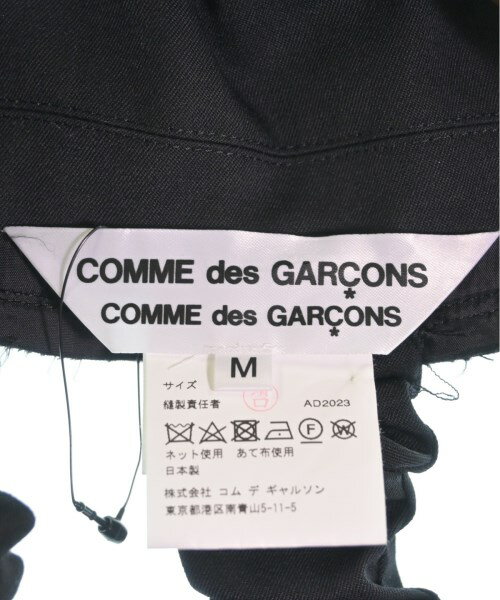 COMME des GARÇONS
COMME des GARÇONS
M
サイズ
縫製責任者
AD2023
ネット使用 あて布使用
日本製
株式会社 コム デ ギャルソン
東京都港区南青山5-11-5